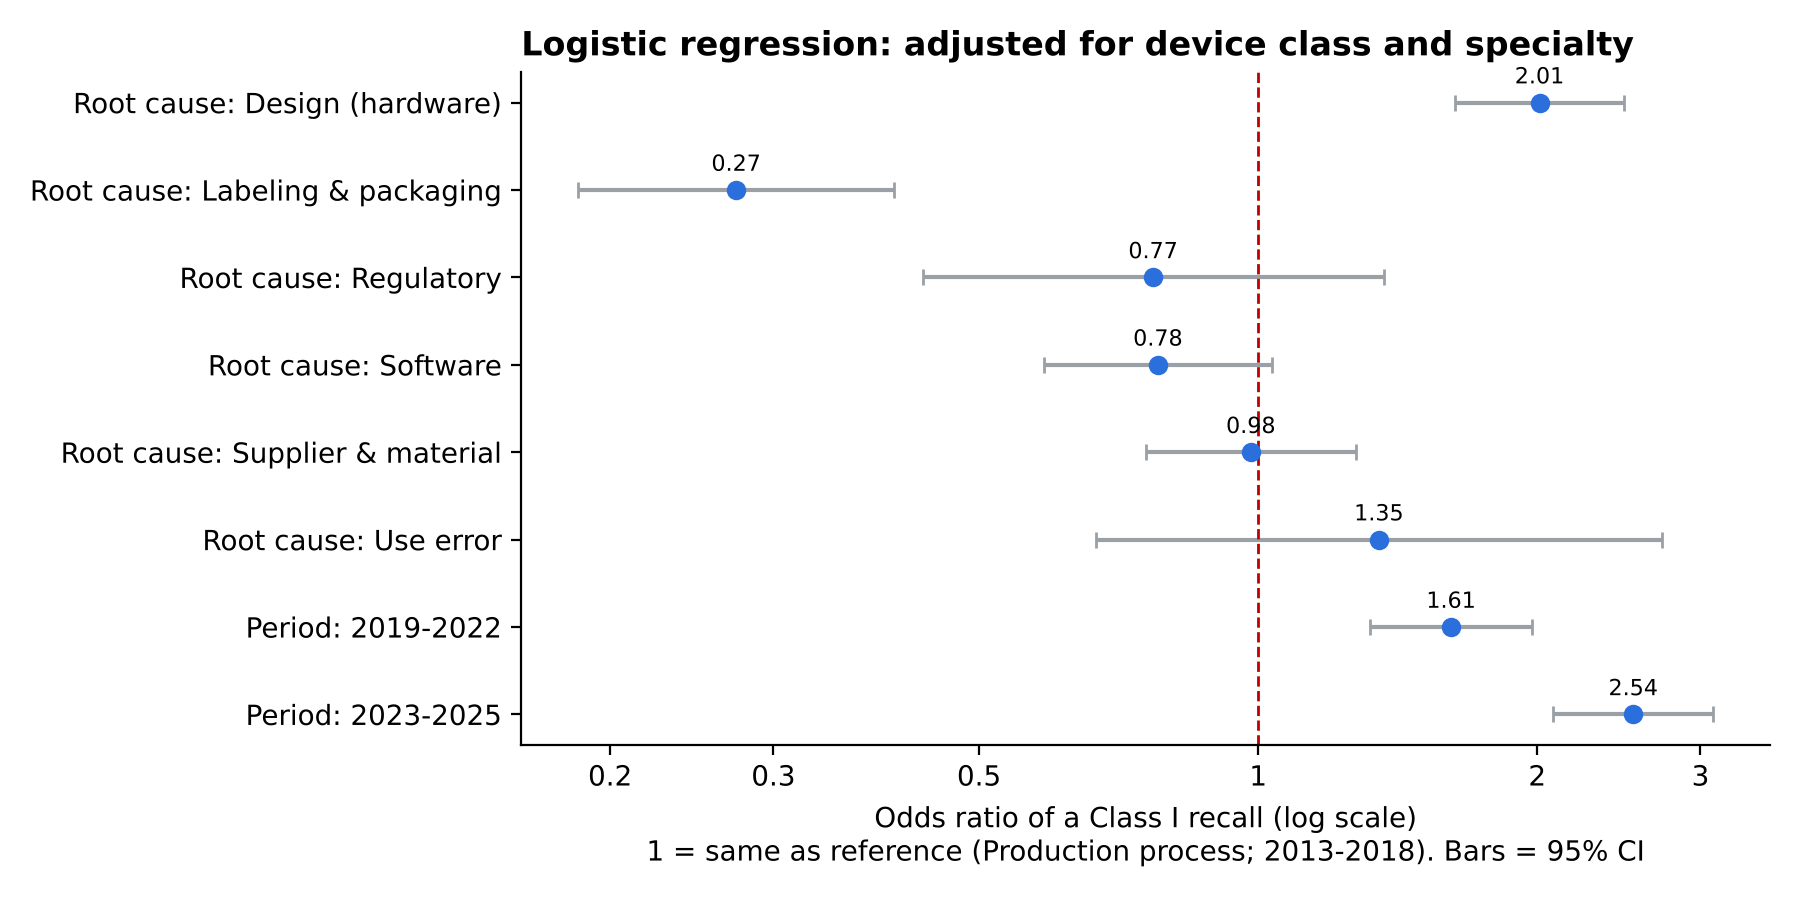 Logistic regression: adjusted for device class and specialty
Root cause: Design (hardware)
2.01
Root cause: Labeling & packaging
0.27
Root cause: Regulatory
0.77
Root cause: Software
0.78
Root cause: Supplier & material
0.98
Root cause: Use error
1.35
Period: 2019-2022
1.61
Period: 2023-2025
2.54
0.2 0.3 0.5 1 2 3
Odds ratio of a Class I recall (log scale)
1 = same as reference (Production process; 2013-2018). Bars = 95% CI